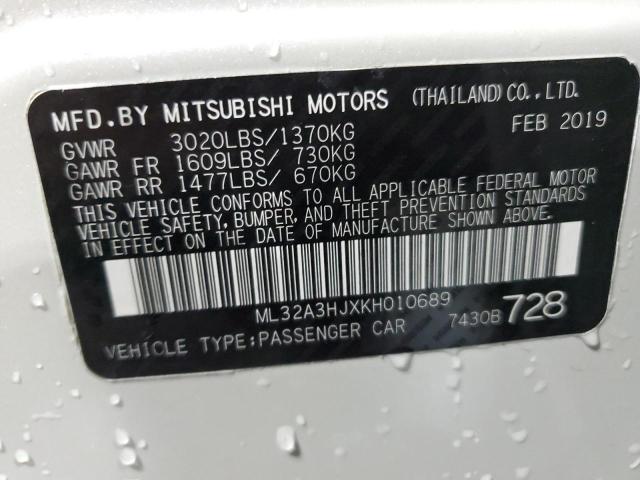 MFD.BY MITSUBISHI MOTORS (THAILAND)CO.,LTD.
FEB 2019
GVWR 3020LBS/1370KG
GAWR FR 1609LBS/ 730KG
GAWR RR 1477LBS/ 670KG
THIS VEHICLE CONFORMS TO ALL APPLICABLE FEDERAL MOTOR
VEHICLE SAFETY, BUMPER, AND THEFT PREVENTION STANDARDS
IN EFFECT ON THE DATE OF MANUFACTURE SHOWN ABOVE.
ML32A3HJXKH010689
VEHICLE TYPE:PASSENGER CAR 7430B 728